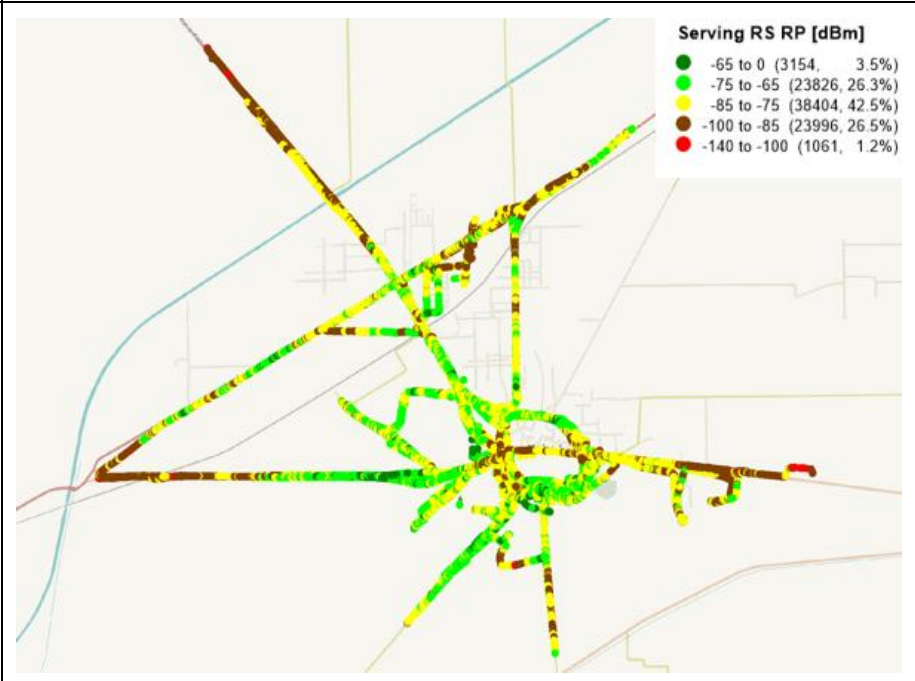 Serving RS RP [dBm]
-65 to 0 (3154, 3.5%)
-75 to -65 (23826, 26.3%)
-85 to -75 (38404, 42.5%)
-100 to -85 (23996, 26.5%)
-140 to -100 (1061, 1.2%)